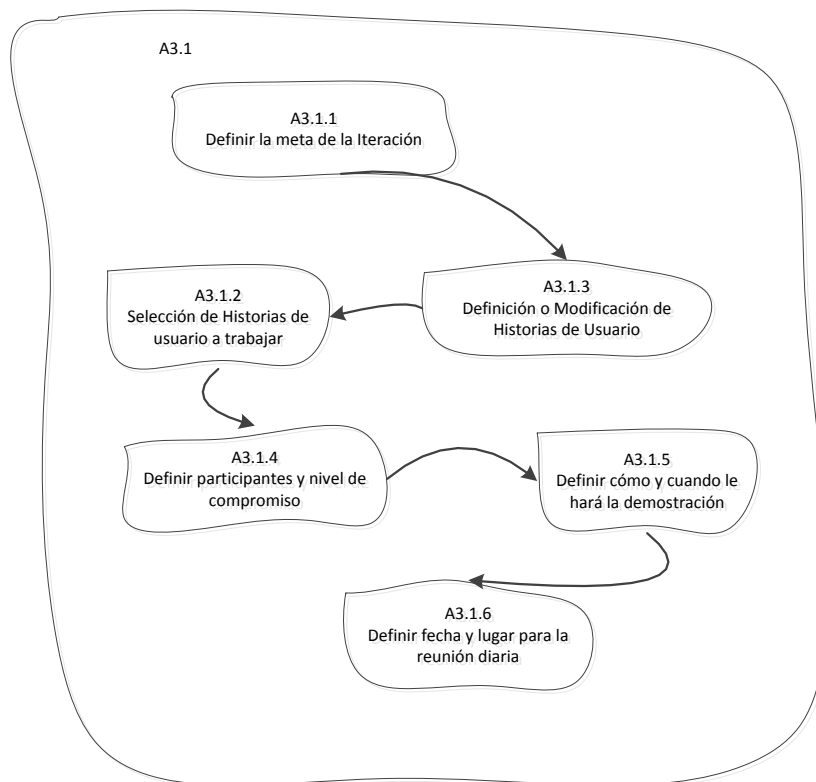 A3.1
A3.1.1
Definir la meta de la Iteración
A3.1.2
Selección de Historias de
usuario a trabajar
A3.1.3
Definición o Modificación de
Historias de Usuario
A3.1.4
Definir participantes y nivel de
compromiso
A3.1.5
Definir cómo y cuando le
hará la demostración
A3.1.6
Definir fecha y lugar para la
reunión diaria